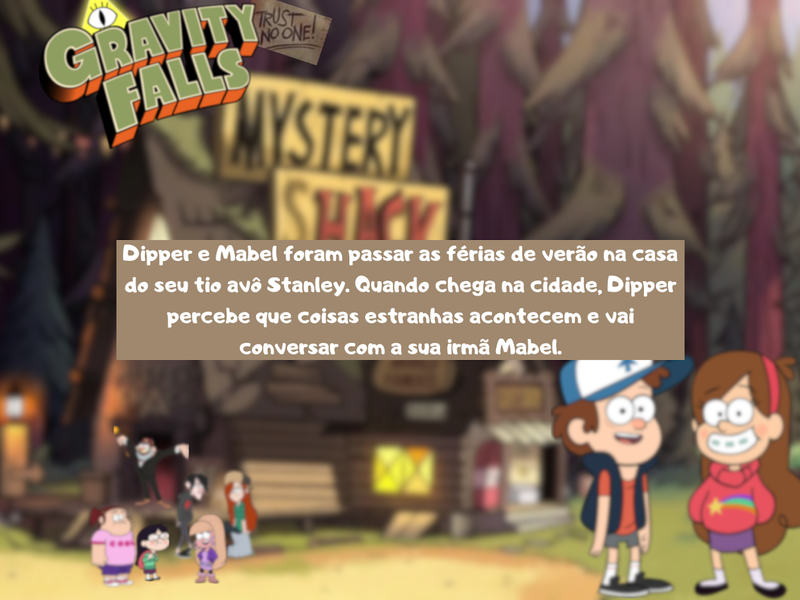 GRAVITY
FALLS
TRUST
NO ONE!
MYSTERY
SHACK
Dipper e Mabel foram passar as férias de verão na casa
do seu tio avô Stanley. Quando chega na cidade, Dipper
percebe que coisas estranhas acontecem e vai
conversar com a sua irmã Mabel.